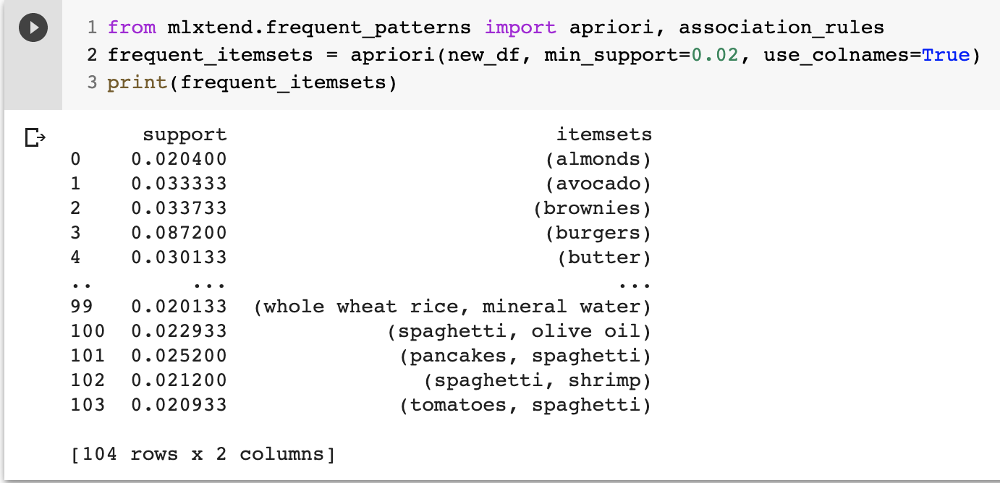 1 from mlxtend.frequent_patterns import apriori, association_rules
2 frequent_itemsets = apriori(new_df, min_support=0.02, use_colnames=True)
3 print(frequent_itemsets)
support itemsets
0 0.020400 (almonds)
1 0.033333 (avocado)
2 0.033733 (brownies)
3 0.087200 (burgers)
4 0.030133 (butter)
.. ... ...
99 0.020133 (whole wheat rice, mineral water)
100 0.022933 (spaghetti, olive oil)
101 0.025200 (pancakes, spaghetti)
102 0.021200 (spaghetti, shrimp)
103 0.020933 (tomatoes, spaghetti)
[104 rows x 2 columns]